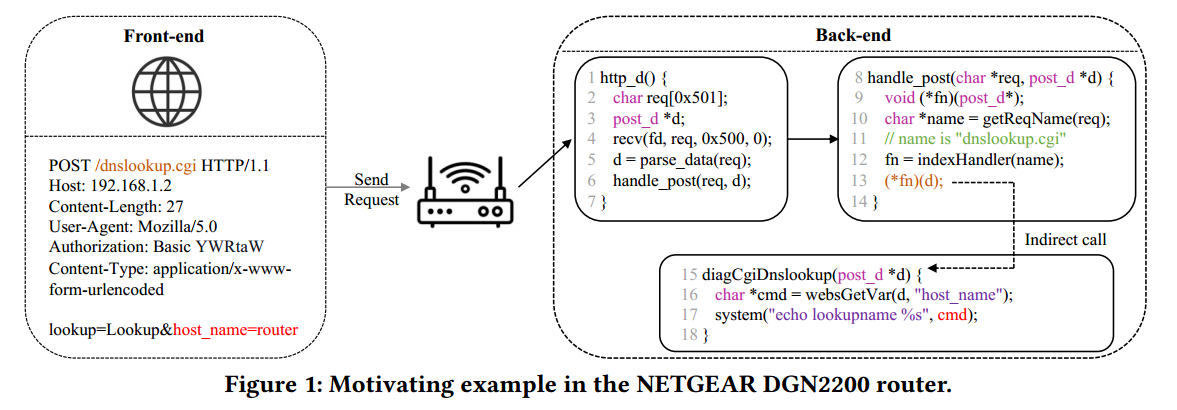 Front-end
POST /dnslookup.cgi HTTP/1.1
Host: 192.168.1.2
Content-Length: 27
User-Agent: Mozilla/5.0
Authorization: Basic YWRtaW
Content-Type: application/x-www-
form-urlencoded
lookup=Lookup&host_name=router
Send
Request
Back-end
1 http_d() {
2 char req[0x501];
3 post_d *d;
4 recv(fd, req, 0x500, 0);
5 d = parse_data(req);
6 handle_post(req, d);
7 }
8 handle_post(char *req, post_d *d) {
9 void (*fn)(post_d*);
10 char *name = getReqName(req);
11 // name is "dnslookup.cgi"
12 fn = indexHandler(name);
13 (*fn)(d);
14 }
Indirect call
15 diagCgiDnslookup(post_d *d) {
16 char *cmd = websGetVar(d, "host_name");
17 system("echo lookupname %s", cmd);
18 }
Figure 1: Motivating example in the NETGEAR DGN2200 router.